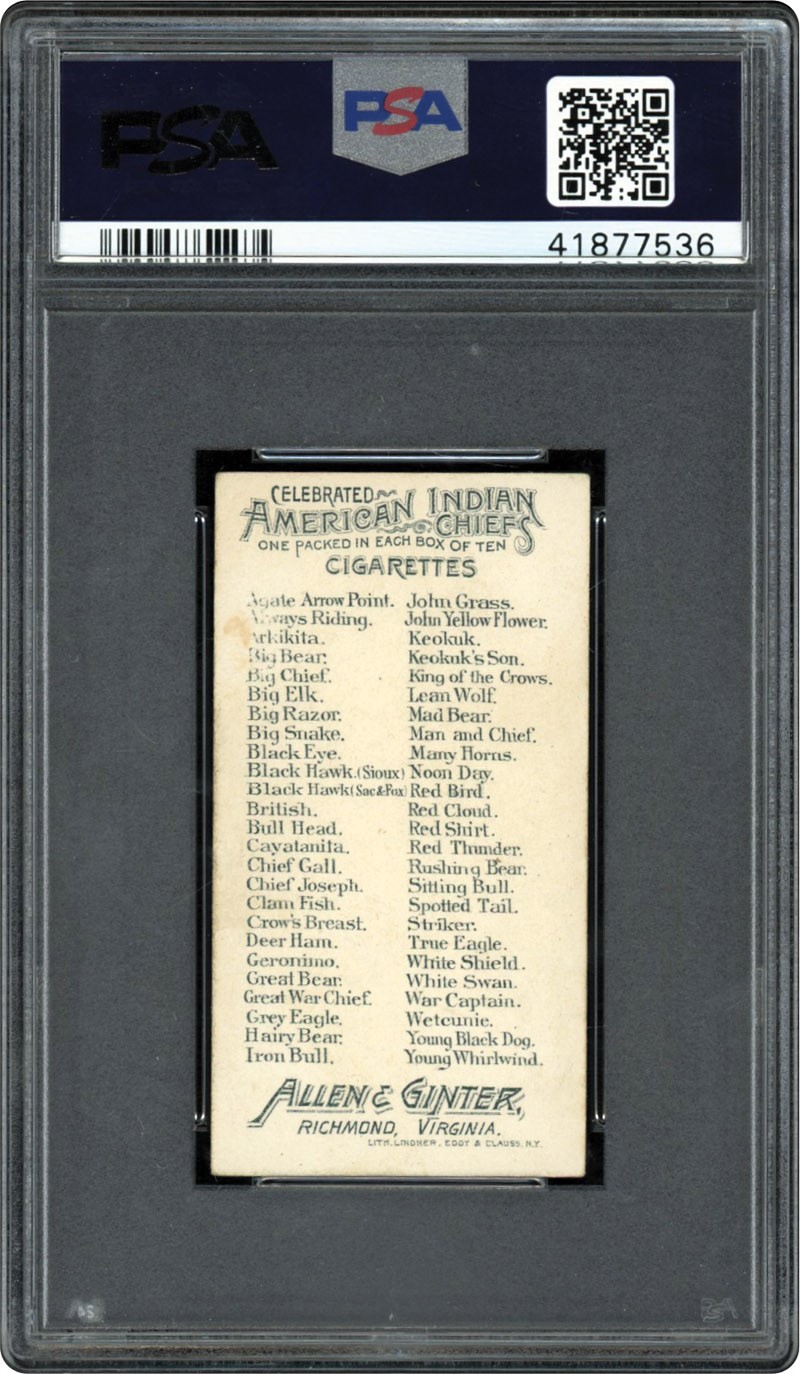 PSA
PSA
41877536
CELEBRATED
AMERICAN INDIAN
CHIEFS
ONE PACKED IN EACH BOX OF TEN
CIGARETTES
Agate Arrow Point.
Always Riding.
Arkikita.
Big Bear.
Big Chief.
Big Elk.
Big Razor.
Big Snake.
Black Eye.
Black Hawk. (Sioux)
Black Hawk (Sac & Fox)
British.
Bull Head.
Cayatanita.
Chief Gall.
Chief Joseph.
Clam Fish.
Crow's Breast.
Deer Ham.
Geronimo.
Great Bear.
Great War Chief.
Grey Eagle.
Hairy Bear.
Iron Bull.
John Grass.
John Yellow Flower.
Keokuk.
Keokuk's Son.
King of the Crows.
Lean Wolf.
Mad Bear.
Man and Chief.
Many Horns.
Noon Day.
Red Bird.
Red Cloud.
Red Shirt.
Red Thunder.
Rushing Bear.
Sitting Bull.
Spotted Tail.
Striker.
True Eagle.
White Shield.
White Swan.
War Captain.
Wetcunie.
Young Black Dog.
Young Whirlwind.
ALLEN & GINTER,
RICHMOND, VIRGINIA.
LITH. LINDNER, EDDY & CLAUSS, N.Y.
PSA